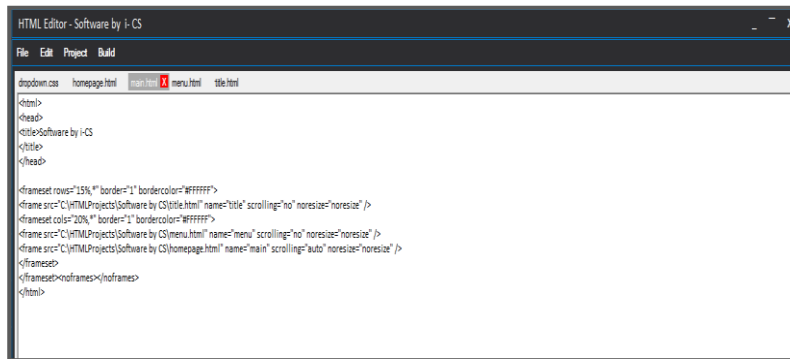 HTML Editor - Software by i- CS
File Edit Project Build
dropdown.css homepage.html main.html X menu.html title.html
<html>
<head>
<title>Software by i-CS
</title>
</head>
<frameset rows="15%,*" border="1" bordercolor="#FFFFFF">
<frame src="C:\HTMLProjects\Software by CS\title.html" name="title" scrolling="no" noresize="noresize" />
<frameset cols="20%,*" border="1" bordercolor="#FFFFFF">
<frame src="C:\HTMLProjects\Software by CS\menu.html" name="menu" scrolling="no" noresize="noresize" />
<frame src="C:\HTMLProjects\Software by CS\homepage.html" name="main" scrolling="auto" noresize="noresize" />
</frameset>
</frameset><noframes></noframes>
</html>